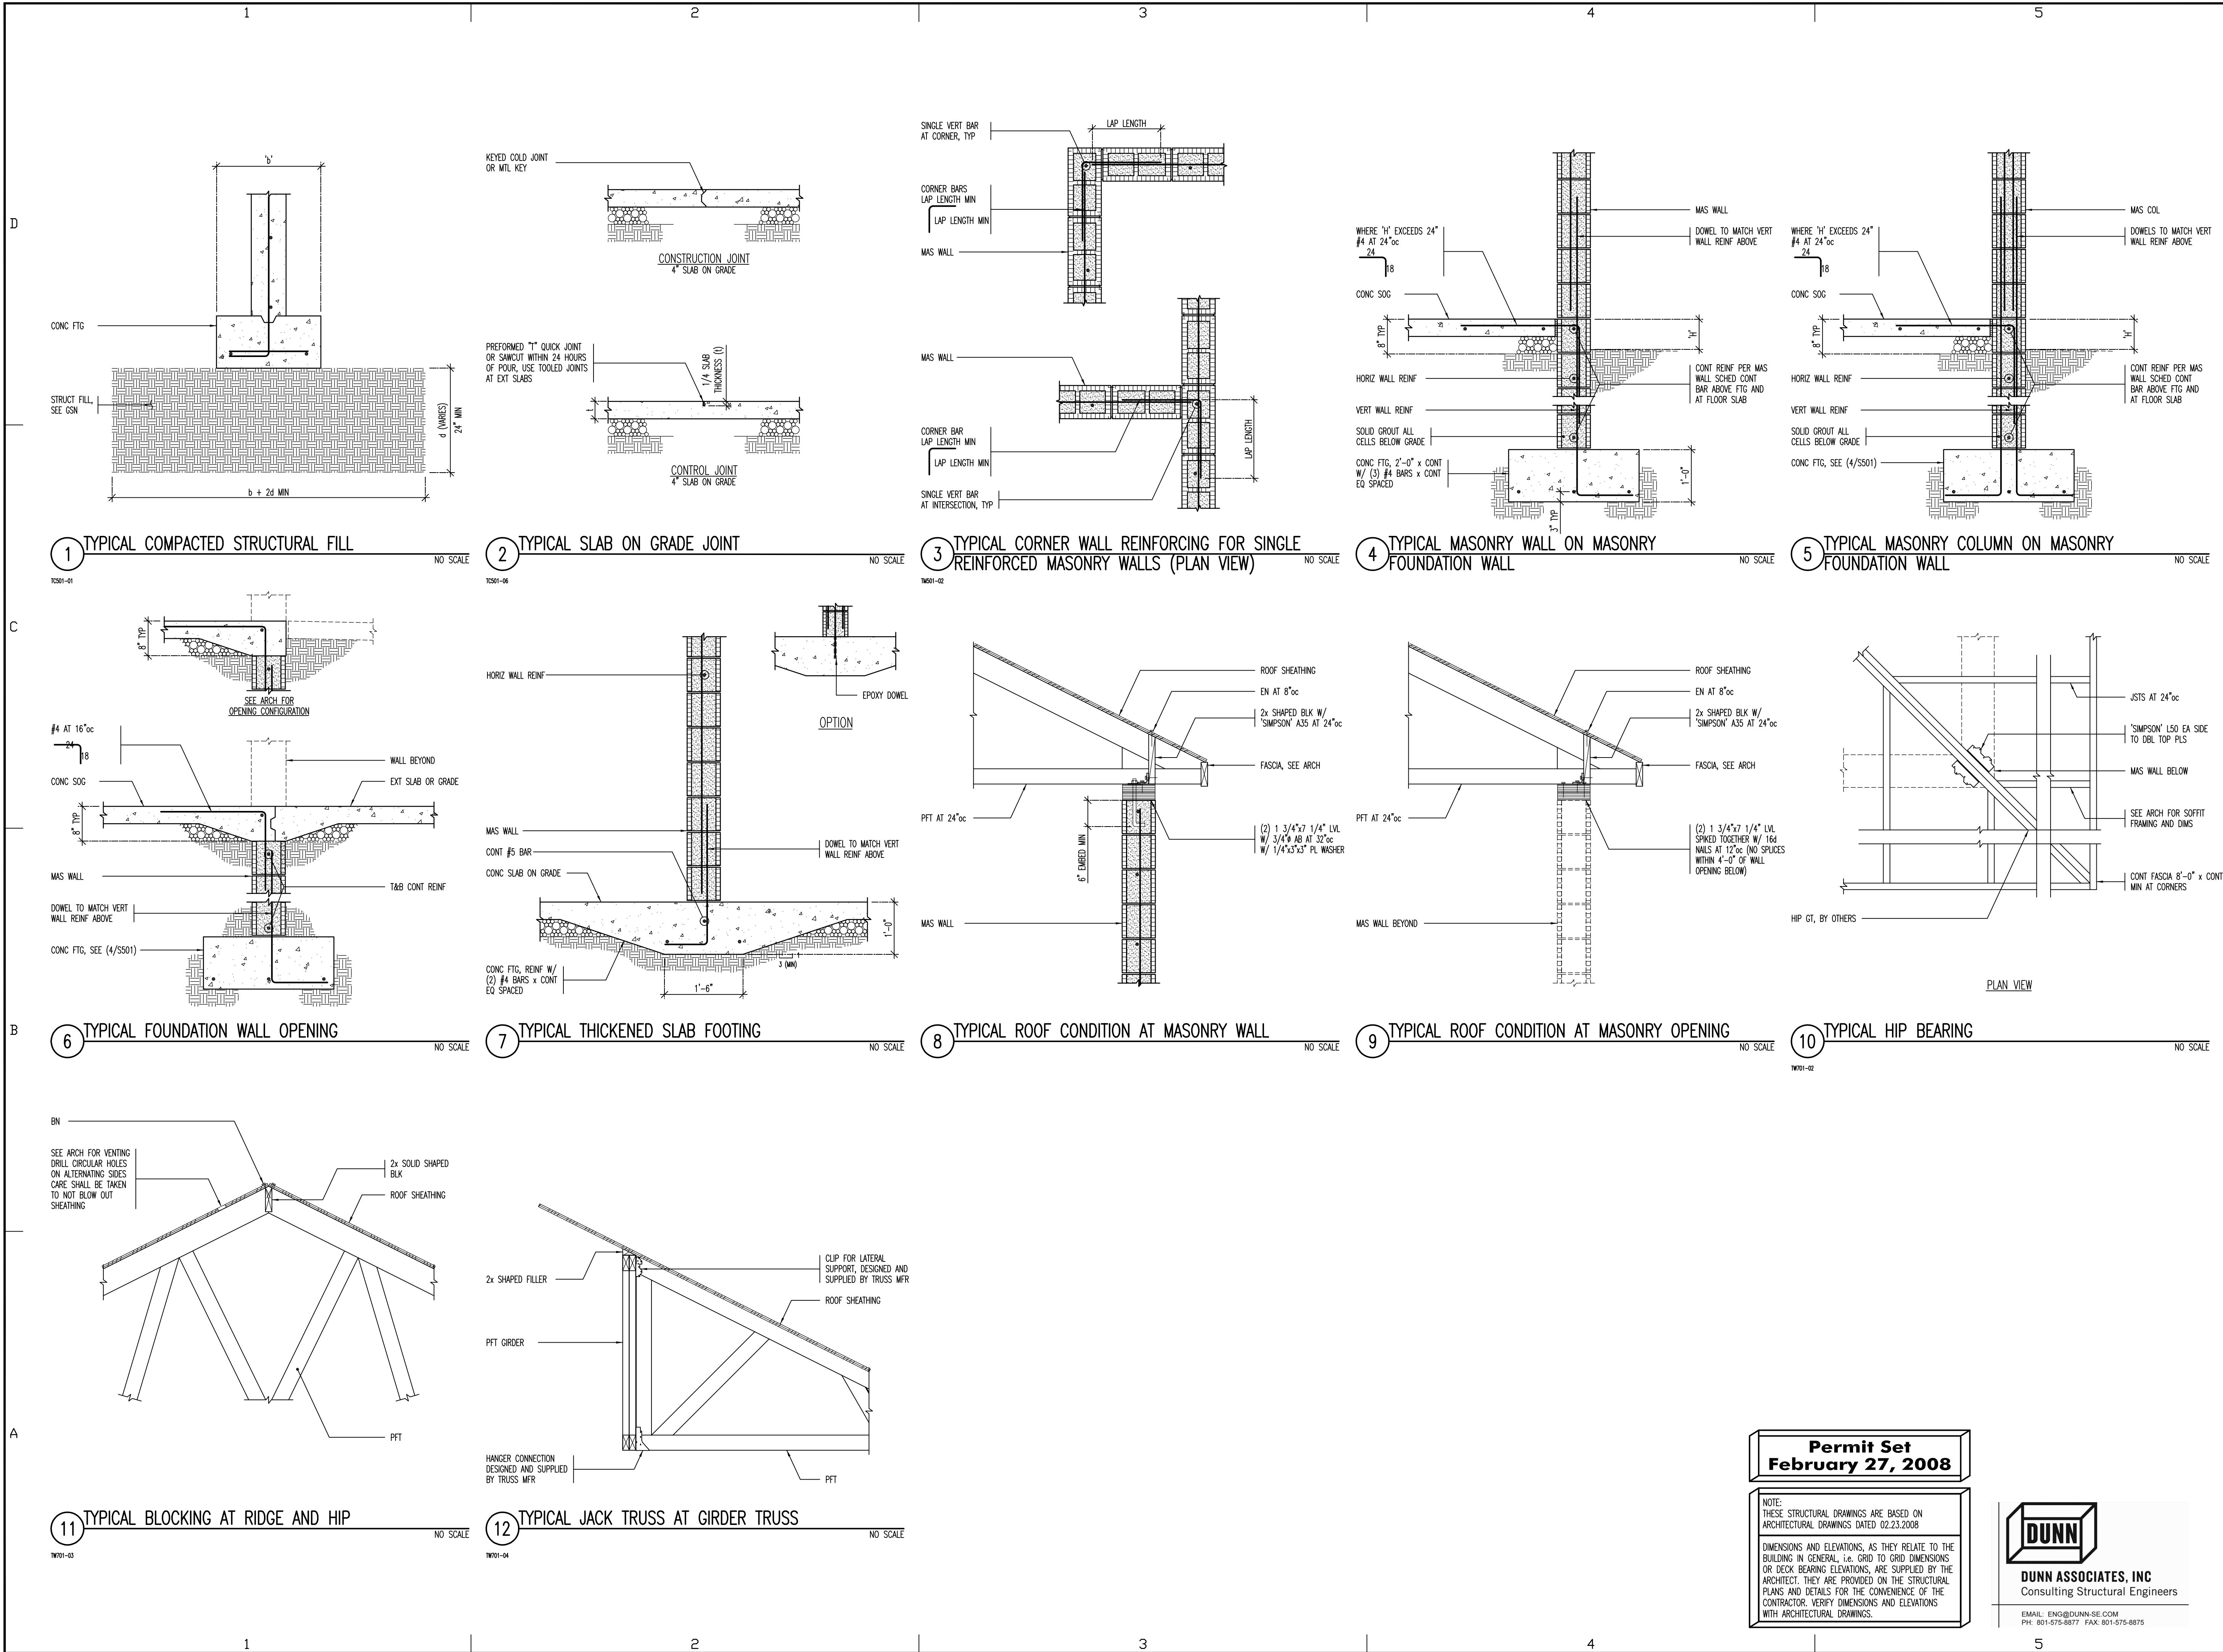 1
2
3
4
5
D
C
B
A
'b'
CONC FTG
STRUCT FILL,
SEE GSN
d (VARIES)
24" MIN
b + 2d MIN
1
TYPICAL COMPACTED STRUCTURAL FILL
NO SCALE
TC501-01
KEYED COLD JOINT
OR MTL KEY
CONSTRUCTION JOINT
4" SLAB ON GRADE
PREFORMED "T" QUICK JOINT
OR SAWCUT WITHIN 24 HOURS
OF POUR, USE TOOLED JOINTS
AT EXT SLABS
1/4 SLAB
THICKNESS (t)
t
CONTROL JOINT
4" SLAB ON GRADE
2
TYPICAL SLAB ON GRADE JOINT
NO SCALE
TC501-06
SINGLE VERT BAR
AT CORNER, TYP
LAP LENGTH
CORNER BARS
LAP LENGTH MIN
LAP LENGTH MIN
MAS WALL
MAS WALL
CORNER BAR
LAP LENGTH MIN
LAP LENGTH MIN
LAP LENGTH
SINGLE VERT BAR
AT INTERSECTION, TYP
3
TYPICAL CORNER WALL REINFORCING FOR SINGLE
REINFORCED MASONRY WALLS (PLAN VIEW)
NO SCALE
TM501-02
WHERE 'H' EXCEEDS 24"
#4 AT 24"oc
24
18
CONC SOG
8" TYP
HORIZ WALL REINF
VERT WALL REINF
SOLID GROUT ALL
CELLS BELOW GRADE
CONC FTG, 2'-0" x CONT
W/ (3) #4 BARS x CONT
EQ SPACED
3" TYP
MAS WALL
DOWEL TO MATCH VERT
WALL REINF ABOVE
'H'
CONT REINF PER MAS
WALL SCHED CONT
BAR ABOVE FTG AND
AT FLOOR SLAB
1'-0"
4
TYPICAL MASONRY WALL ON MASONRY
FOUNDATION WALL
NO SCALE
WHERE 'H' EXCEEDS 24"
#4 AT 24"oc
24
18
CONC SOG
8" TYP
HORIZ WALL REINF
VERT WALL REINF
SOLID GROUT ALL
CELLS BELOW GRADE
CONC FTG, SEE (4/S501)
MAS COL
DOWELS TO MATCH VERT
WALL REINF ABOVE
'H'
CONT REINF PER MAS
WALL SCHED CONT
BAR ABOVE FTG AND
AT FLOOR SLAB
5
TYPICAL MASONRY COLUMN ON MASONRY
FOUNDATION WALL
NO SCALE
8" TYP
SEE ARCH FOR
OPENING CONFIGURATION
#4 AT 16"oc
24
18
CONC SOG
8" TYP
MAS WALL
DOWEL TO MATCH VERT
WALL REINF ABOVE
CONC FTG, SEE (4/S501)
WALL BEYOND
EXT SLAB OR GRADE
T&B CONT REINF
6
TYPICAL FOUNDATION WALL OPENING
NO SCALE
HORIZ WALL REINF
EPOXY DOWEL
OPTION
MAS WALL
CONT #5 BAR
CONC SLAB ON GRADE
DOWEL TO MATCH VERT
WALL REINF ABOVE
1'-0"
CONC FTG, REINF W/
(2) #4 BARS x CONT
EQ SPACED
1'-6"
1
3 (MIN)
7
TYPICAL THICKENED SLAB FOOTING
NO SCALE
ROOF SHEATHING
EN AT 8"oc
2x SHAPED BLK W/
'SIMPSON' A35 AT 24"oc
FASCIA, SEE ARCH
PFT AT 24"oc
6" EMBED MIN
(2) 1 3/4"x7 1/4" LVL
W/ 3/4"ø AB AT 32"oc
W/ 1/4"x3"x3" PL WASHER
MAS WALL
8
TYPICAL ROOF CONDITION AT MASONRY WALL
NO SCALE
ROOF SHEATHING
EN AT 8"oc
2x SHAPED BLK W/
'SIMPSON' A35 AT 24"oc
FASCIA, SEE ARCH
PFT AT 24"oc
(2) 1 3/4"x7 1/4" LVL
SPIKED TOGETHER W/ 16d
NAILS AT 12"oc (NO SPLICES
WITHIN 4'-0" OF WALL
OPENING BELOW)
MAS WALL BEYOND
9
TYPICAL ROOF CONDITION AT MASONRY OPENING
NO SCALE
JSTS AT 24"oc
'SIMPSON' L50 EA SIDE
TO DBL TOP PLS
MAS WALL BELOW
SEE ARCH FOR SOFFIT
FRAMING AND DIMS
CONT FASCIA 8'-0" x CONT
MIN AT CORNERS
HIP GT, BY OTHERS
PLAN VIEW
10
TYPICAL HIP BEARING
NO SCALE
TW701-02
BN
SEE ARCH FOR VENTING
DRILL CIRCULAR HOLES
ON ALTERNATING SIDES
CARE SHALL BE TAKEN
TO NOT BLOW OUT
SHEATHING
2x SOLID SHAPED
BLK
ROOF SHEATHING
PFT
11
TYPICAL BLOCKING AT RIDGE AND HIP
NO SCALE
TW701-03
2x SHAPED FILLER
CLIP FOR LATERAL
SUPPORT, DESIGNED AND
SUPPLIED BY TRUSS MFR
ROOF SHEATHING
PFT GIRDER
HANGER CONNECTION
DESIGNED AND SUPPLIED
BY TRUSS MFR
PFT
12
TYPICAL JACK TRUSS AT GIRDER TRUSS
NO SCALE
TW701-04
Permit Set
February 27, 2008
NOTE:
THESE STRUCTURAL DRAWINGS ARE BASED ON
ARCHITECTURAL DRAWINGS DATED 02.23.2008
DIMENSIONS AND ELEVATIONS, AS THEY RELATE TO THE
BUILDING IN GENERAL, i.e. GRID TO GRID DIMENSIONS
OR DECK BEARING ELEVATIONS, ARE SUPPLIED BY THE
ARCHITECT. THEY ARE PROVIDED ON THE STRUCTURAL
PLANS AND DETAILS FOR THE CONVENIENCE OF THE
CONTRACTOR. VERIFY DIMENSIONS AND ELEVATIONS
WITH ARCHITECTURAL DRAWINGS.
DUNN
DUNN ASSOCIATES, INC
Consulting Structural Engineers
EMAIL: ENG@DUNN-SE.COM
PH: 801-575-8877 FAX: 801-575-8875
1
2
3
4
5